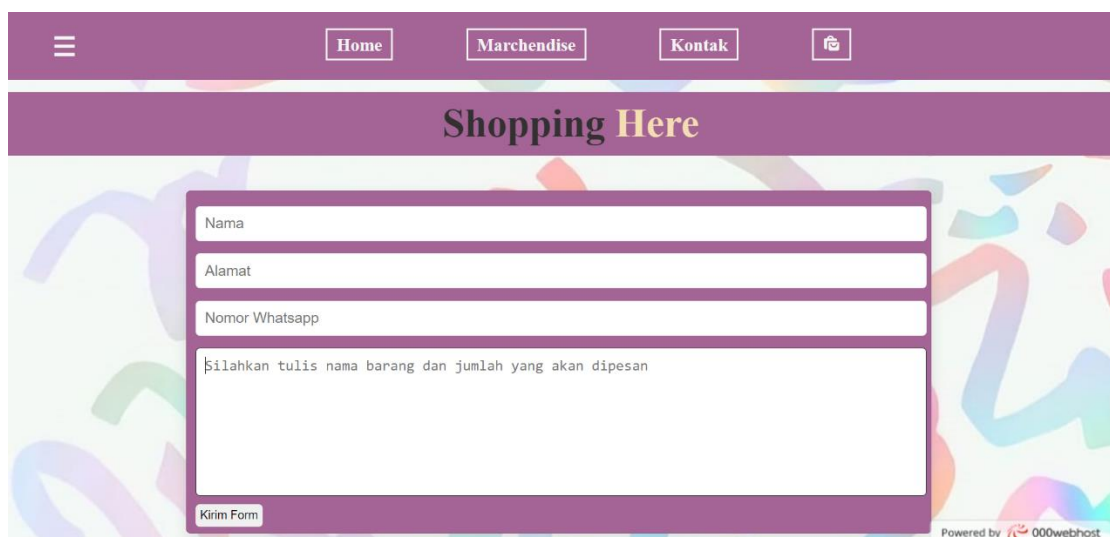 Home Marchendise Kontak
Shopping Here
Nama
Alamat
Nomor Whatsapp
Silahkan tulis nama barang dan jumlah yang akan dipesan
Kirim Form
Powered by 000webhost